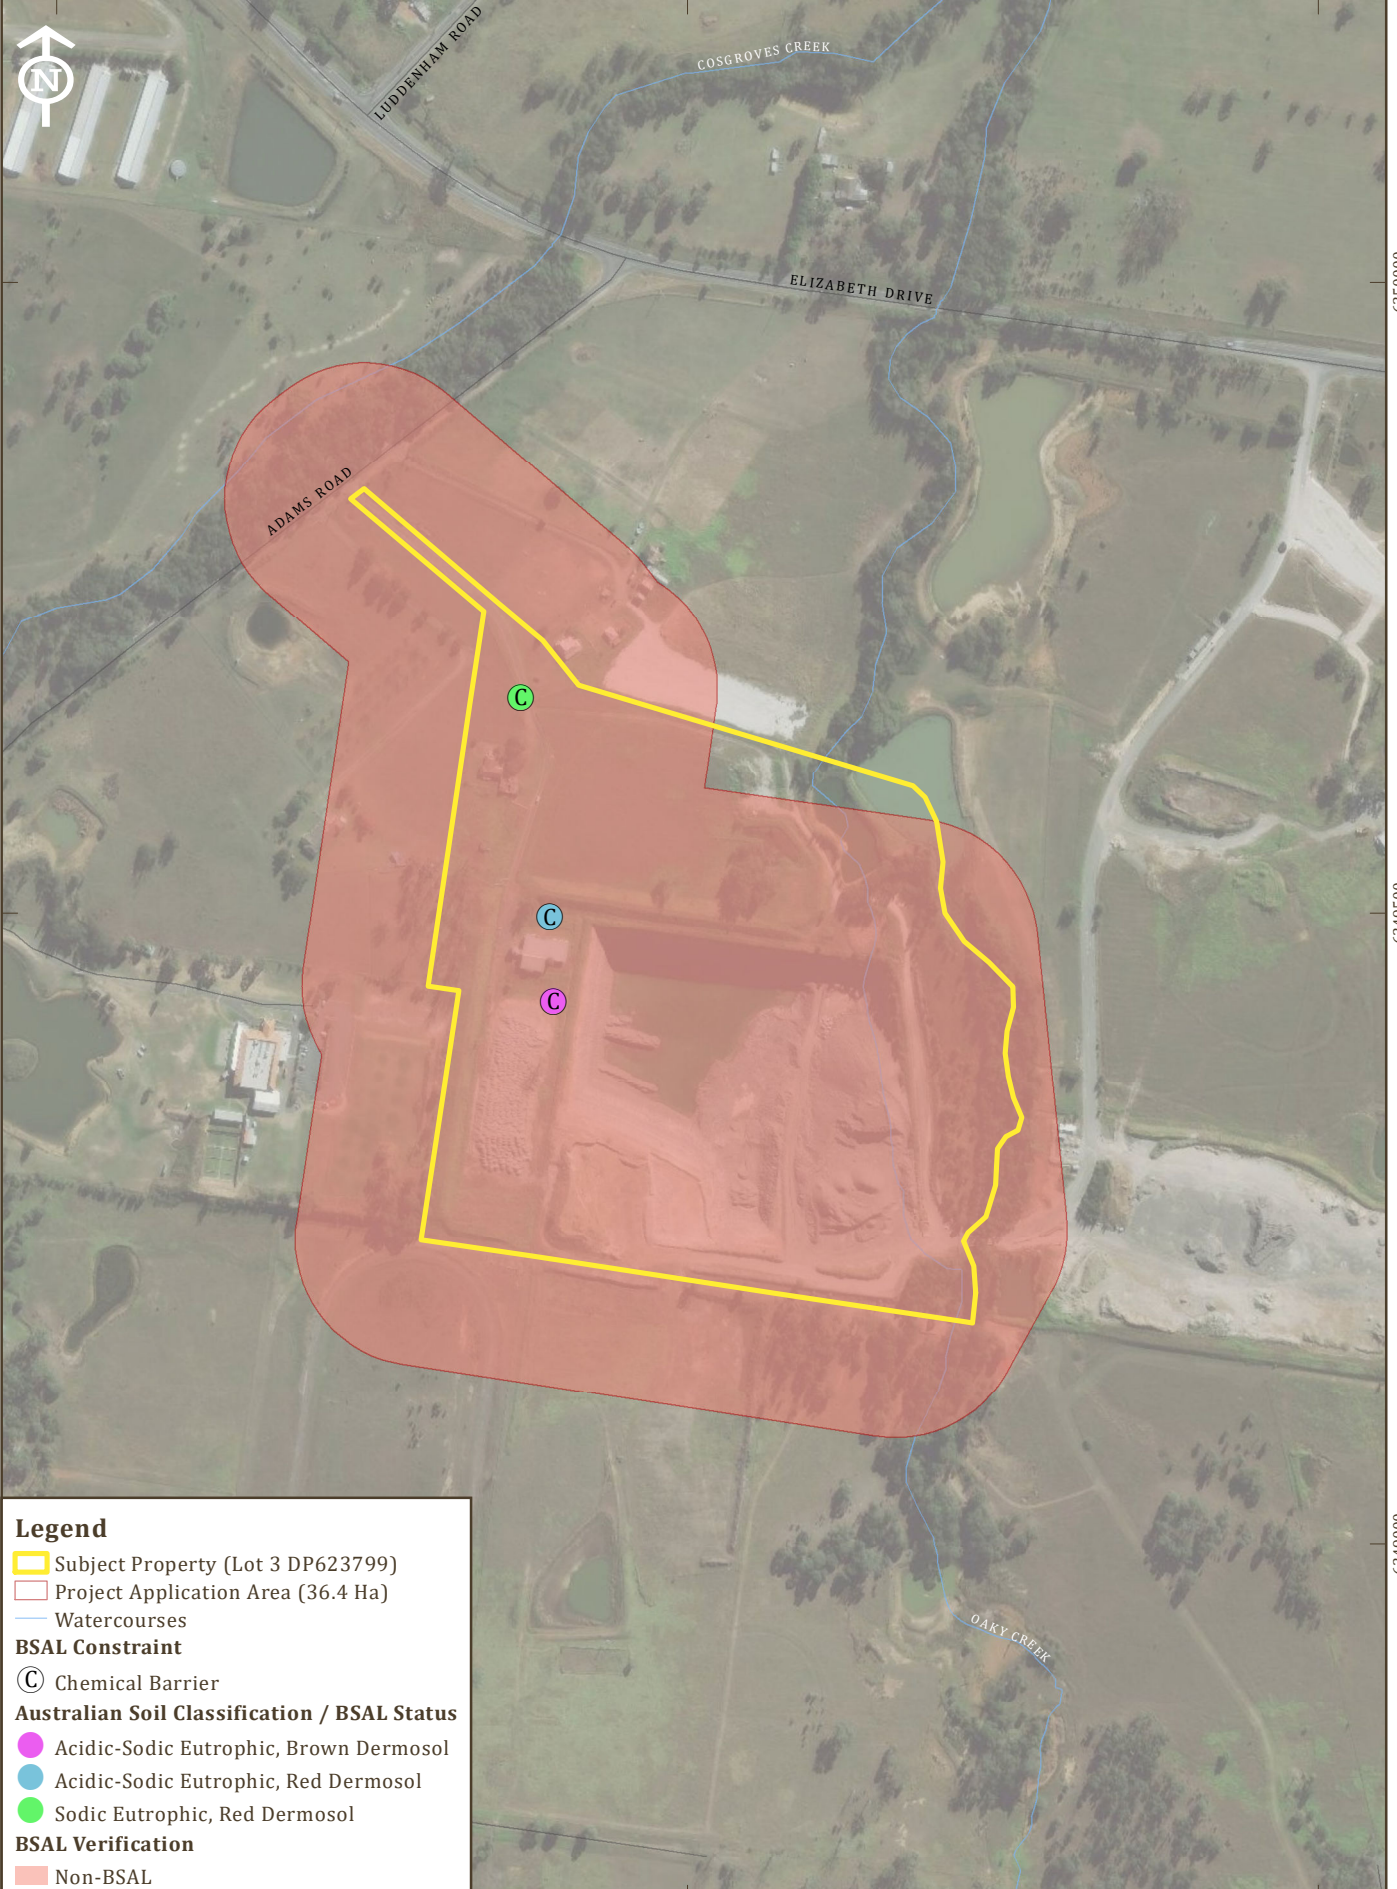 N
LUDDENHAM ROAD
COSGROVES CREEK
ELIZABETH DRIVE
ADAMS ROAD
C
C
C
OAKY CREEK
Legend
Subject Property (Lot 3 DP623799)
Project Application Area (36.4 Ha)
Watercourses
BSAL Constraint
C Chemical Barrier
Australian Soil Classification / BSAL Status
Acidic-Sodic Eutrophic, Brown Dermosol
Acidic-Sodic Eutrophic, Red Dermosol
Sodic Eutrophic, Red Dermosol
BSAL Verification
Non-BSAL